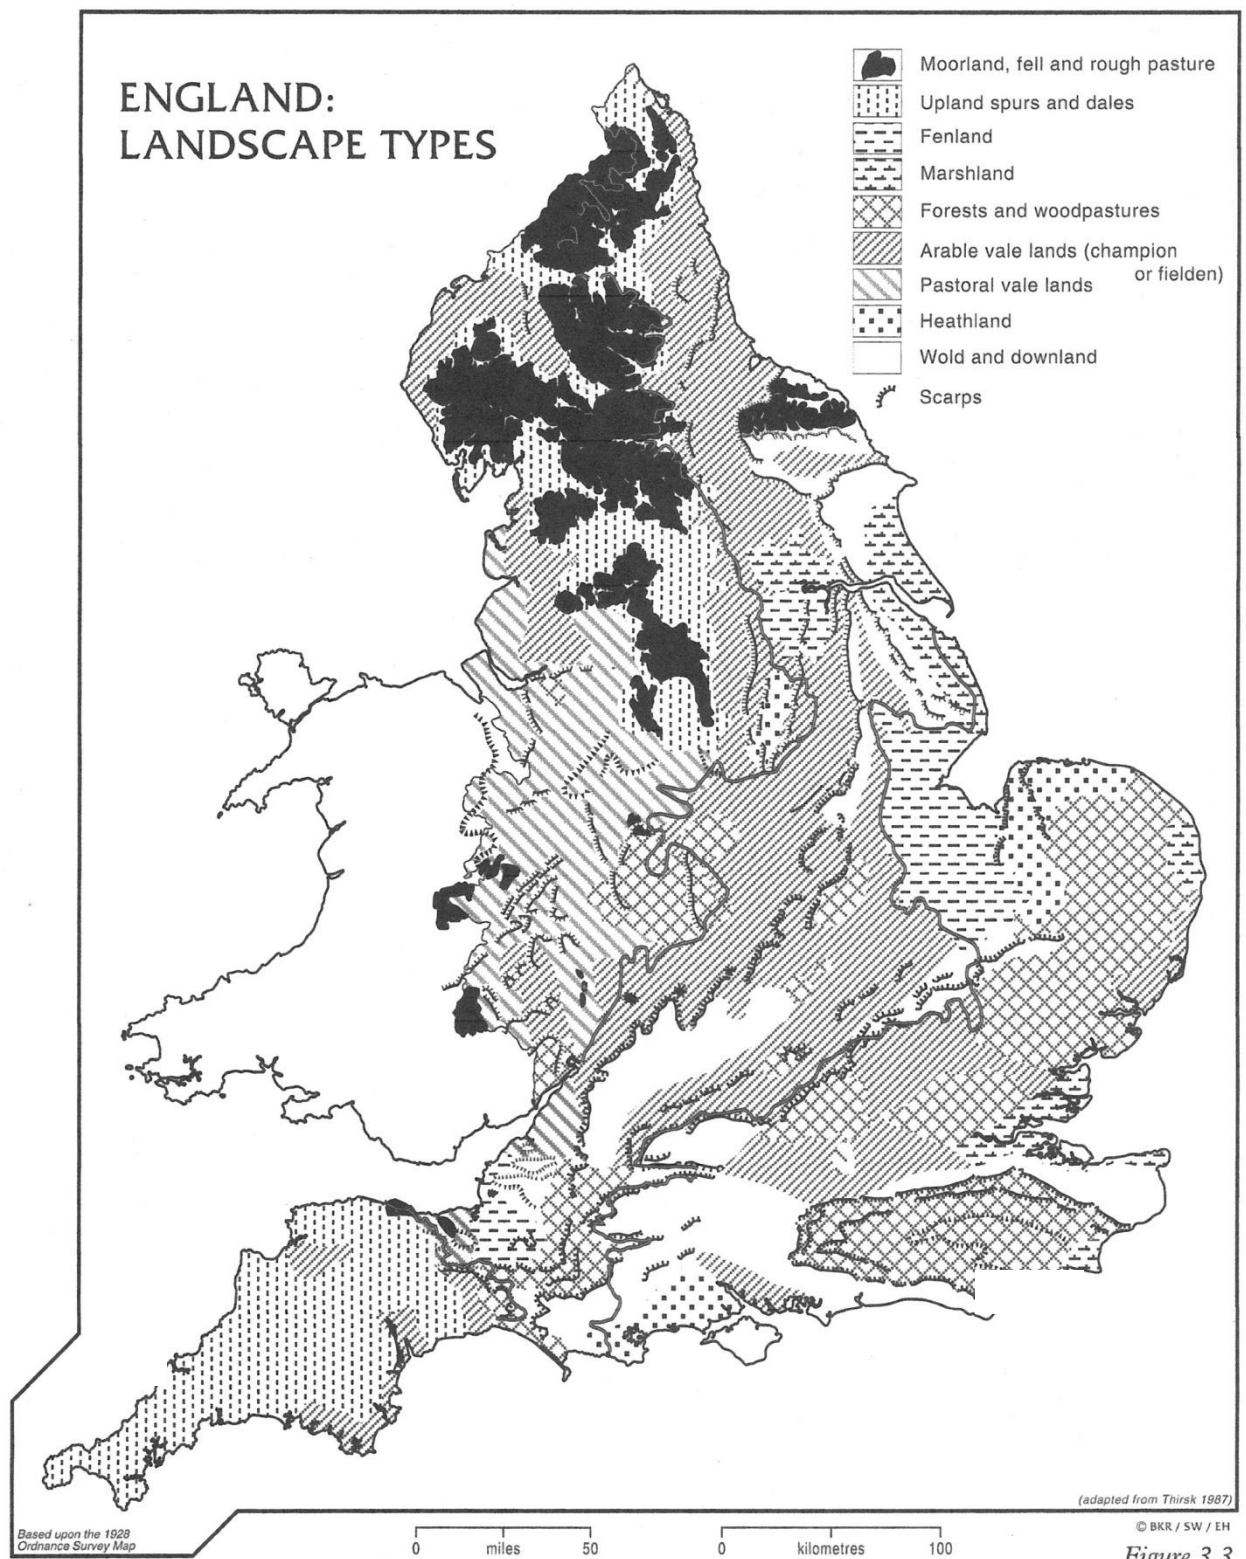 ENGLAND:
LANDSCAPE TYPES
Moorland, fell and rough pasture
Upland spurs and dales
Fenland
Marshland
Forests and woodpastures
Arable vale lands (champion
or fielden)
Pastoral vale lands
Heathland
Wold and downland
Scarps
(adapted from Thirsk 1987)
Based upon the 1928
Ordnance Survey Map
0 miles 50
0 kilometres 100
© BKR / SW / EH
Figure 3.3